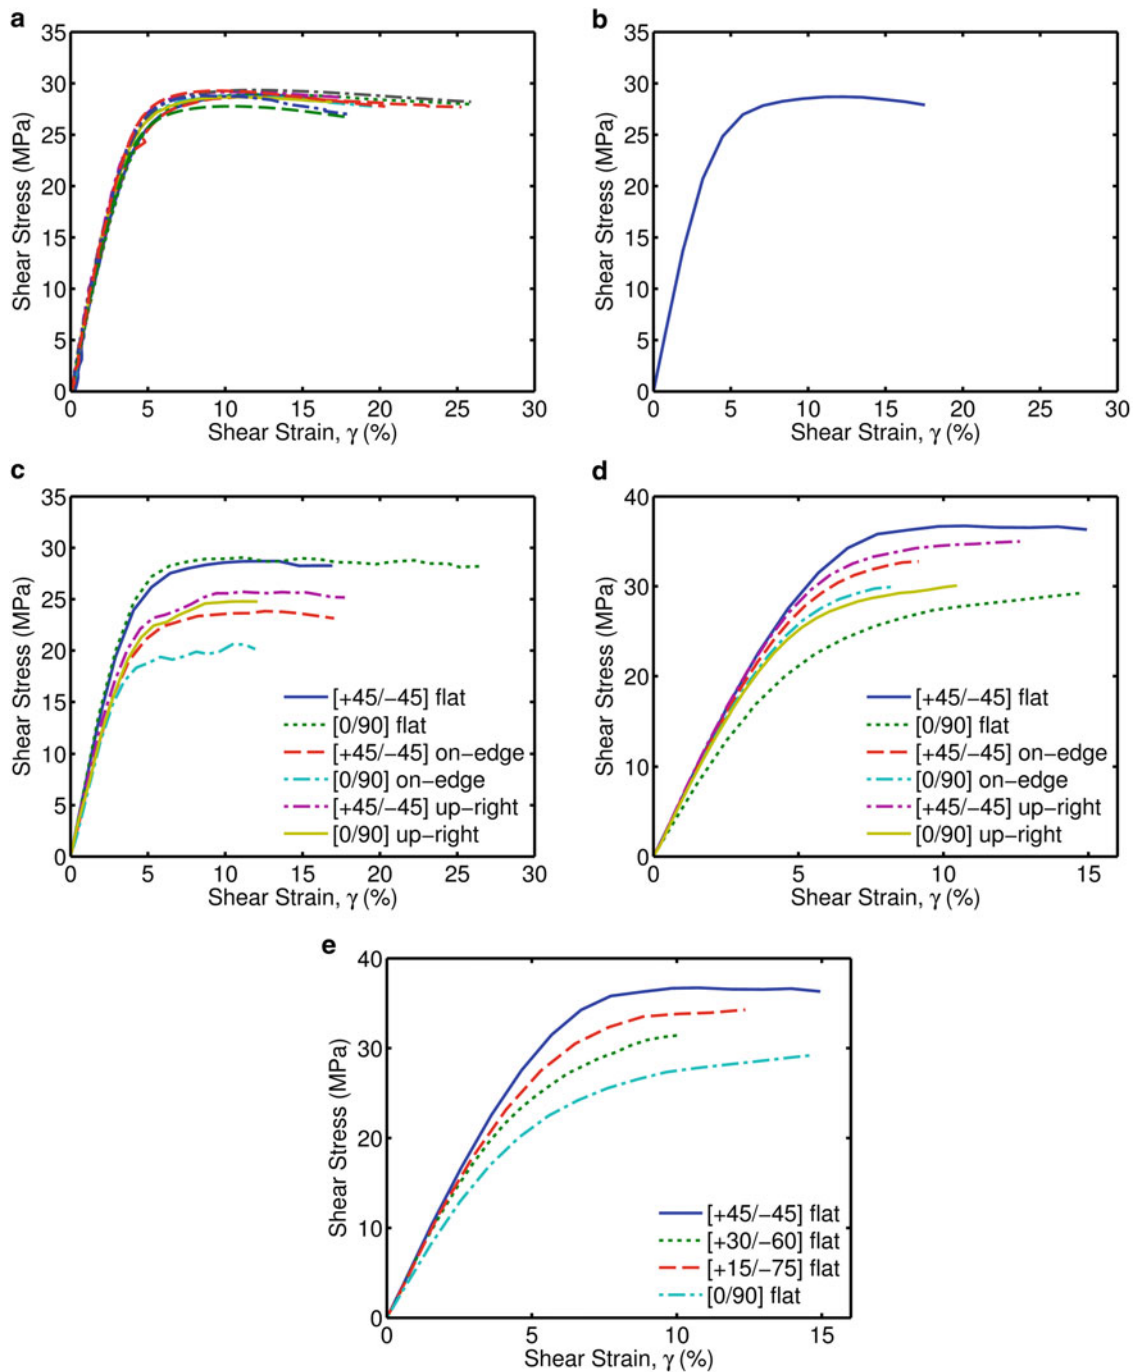 a
35
30
25
20
15
10
5
0
Shear Stress (MPa)
0 5 10 15 20 25 30
Shear Strain, γ (%)
b
35
30
25
20
15
10
5
0
Shear Stress (MPa)
0 5 10 15 20 25 30
Shear Strain, γ (%)
c
35
30
25
20
15
10
5
0
Shear Stress (MPa)
[+45/−45] flat
[0/90] flat
[+45/−45] on−edge
[0/90] on−edge
[+45/−45] up−right
[0/90] up−right
0 5 10 15 20 25 30
Shear Strain, γ (%)
d
40
30
20
10
0
Shear Stress (MPa)
[+45/−45] flat
[0/90] flat
[+45/−45] on−edge
[0/90] on−edge
[+45/−45] up−right
[0/90] up−right
0 5 10 15
Shear Strain, γ (%)
e
40
30
20
10
0
Shear Stress (MPa)
[+45/−45] flat
[+30/−60] flat
[+15/−75] flat
[0/90] flat
0 5 10 15
Shear Strain, γ (%)